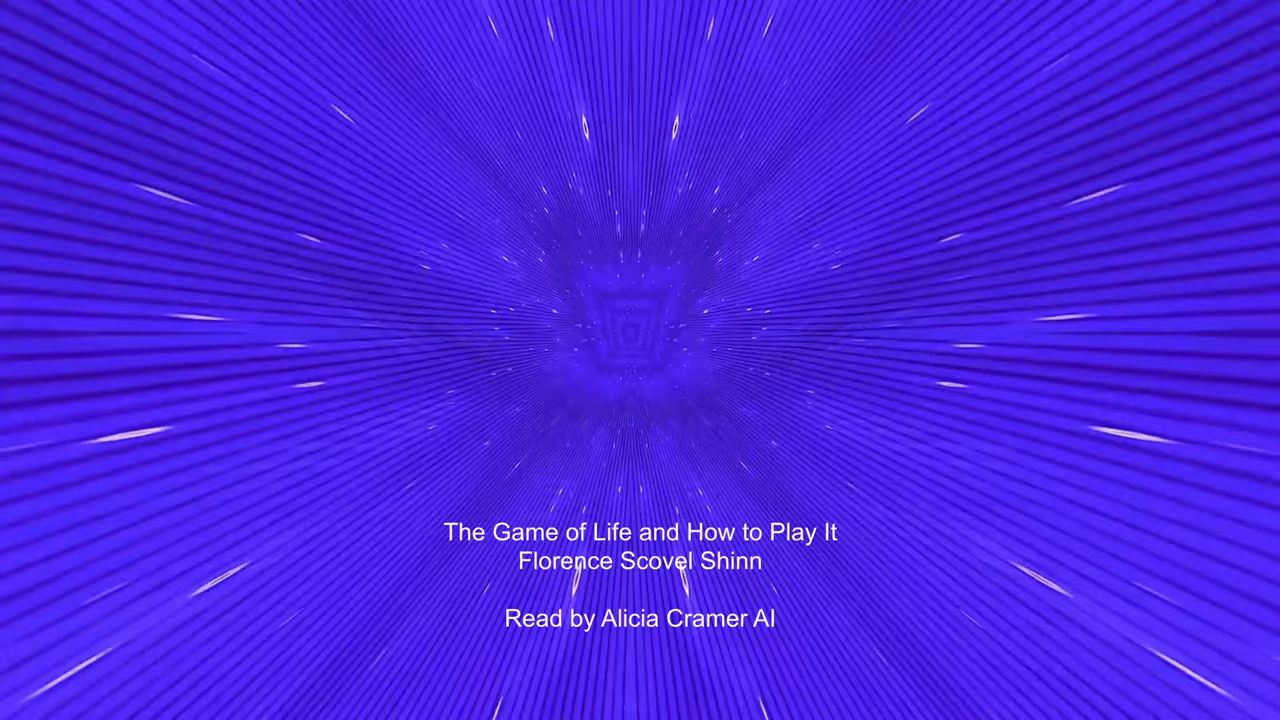 The Game of Life and How to Play It
Florence Scovel Shinn
Read by Alicia Cramer AI